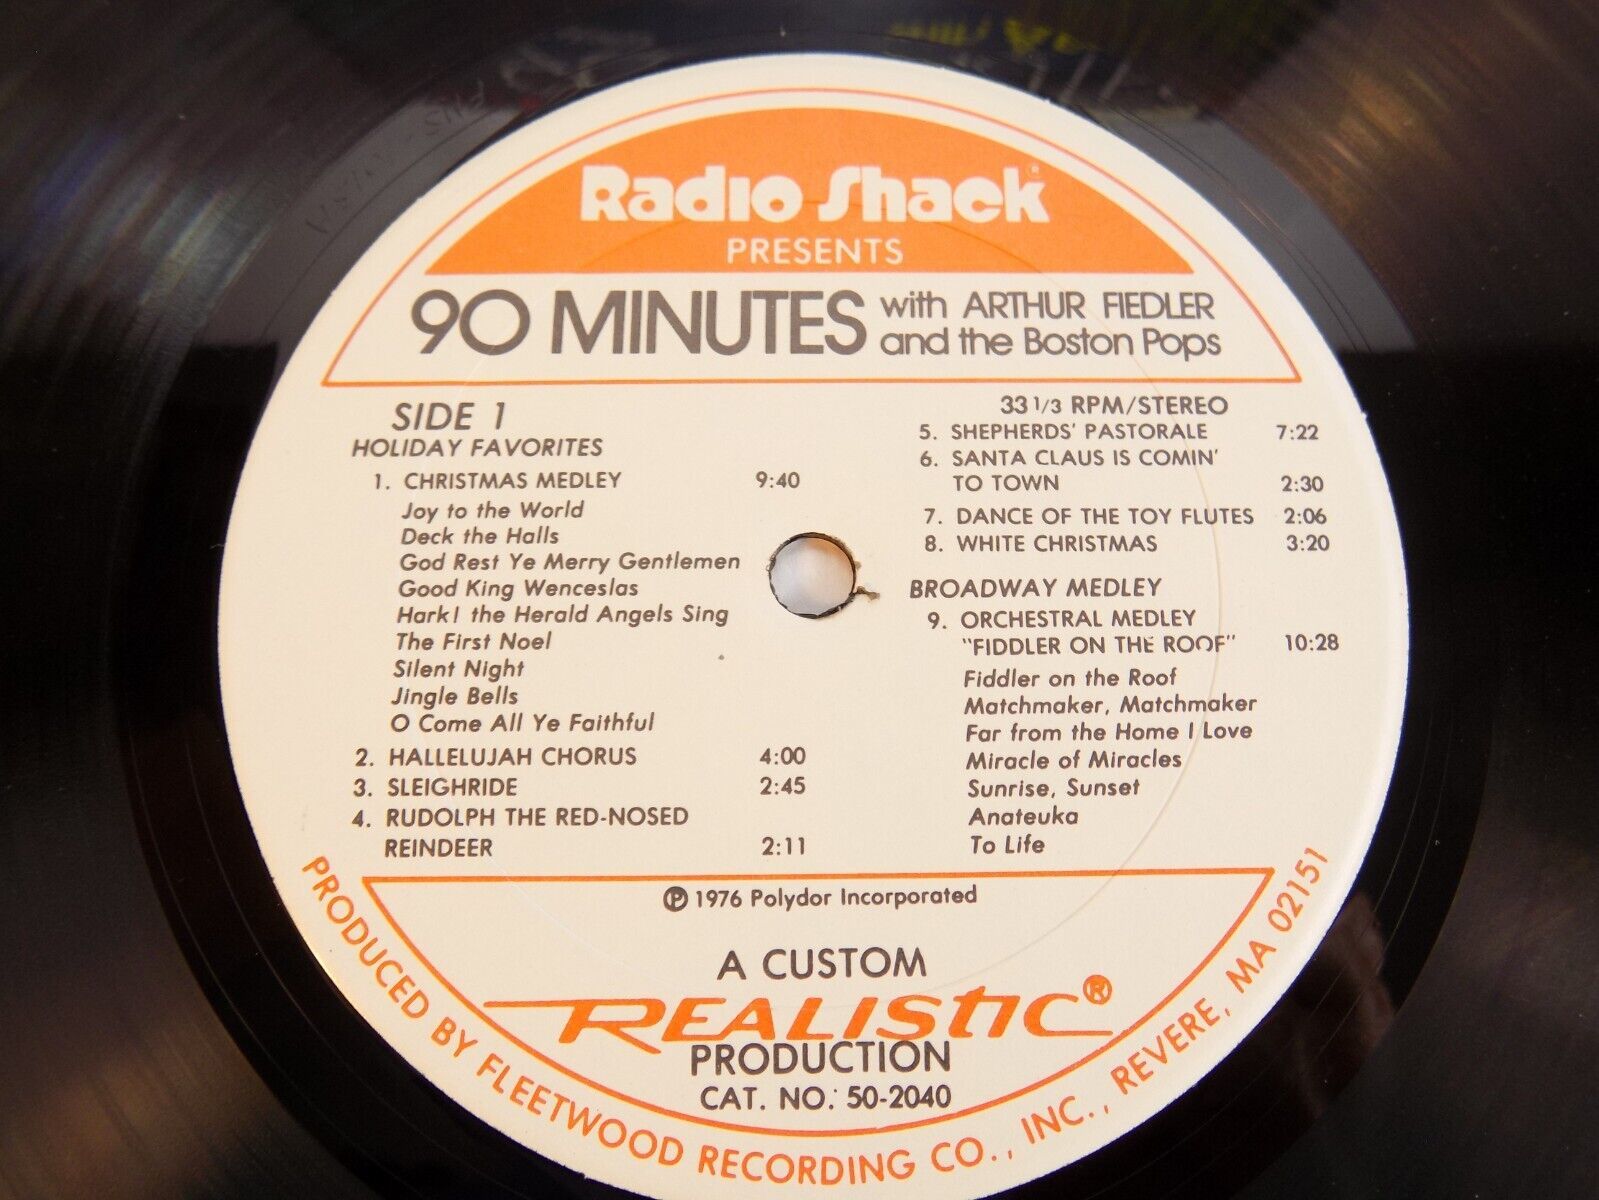 Radio Shack®
PRESENTS
90 MINUTES with ARTHUR FIEDLER
and the Boston Pops
SIDE 1
HOLIDAY FAVORITES
1. CHRISTMAS MEDLEY 9:40
Joy to the World
Deck the Halls
God Rest Ye Merry Gentlemen
Good King Wenceslas
Hark! the Herald Angels Sing
The First Noel
Silent Night
Jingle Bells
O Come All Ye Faithful
2. HALLELUJAH CHORUS 4:00
3. SLEIGHRIDE 2:45
4. RUDOLPH THE RED-NOSED
REINDEER 2:11
33 1/3 RPM/STEREO
5. SHEPHERDS' PASTORALE 7:22
6. SANTA CLAUS IS COMIN'
TO TOWN 2:30
7. DANCE OF THE TOY FLUTES 2:06
8. WHITE CHRISTMAS 3:20
BROADWAY MEDLEY
9. ORCHESTRAL MEDLEY
"FIDDLER ON THE ROOF" 10:28
Fiddler on the Roof
Matchmaker, Matchmaker
Far from the Home I Love
Miracle of Miracles
Sunrise, Sunset
Anateuka
To Life
℗ 1976 Polydor Incorporated
A CUSTOM
REALISTIC®
PRODUCTION
CAT. NO. 50-2040
PRODUCED BY FLEETWOOD RECORDING CO., INC., REVERE, MA 02151